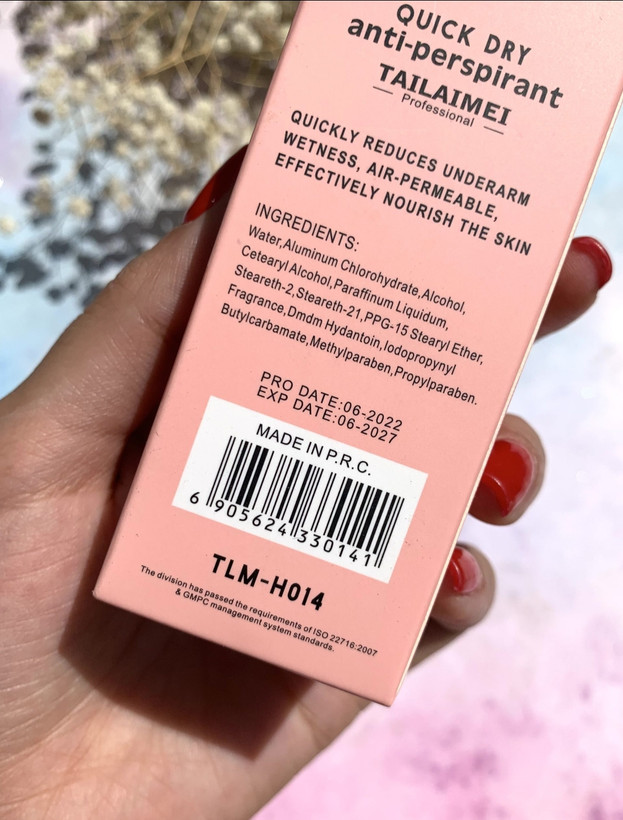 QUICK DRY
anti-perspirant
TAILAIMEI
Professional
QUICKLY REDUCES UNDERARM
WETNESS, AIR-PERMEABLE,
EFFECTIVELY NOURISH THE SKIN
INGREDIENTS:
Water,Aluminum Chlorohydrate,Alcohol,
Cetearyl Alcohol,Paraffinum Liquidum,
Steareth-2,Steareth-21,PPG-15 Stearyl Ether,
Fragrance,Dmdm Hydantoin,Iodopropynyl
Butylcarbamate,Methylparaben,Propylparaben.
PRO DATE:06-2022
EXP DATE:06-2027
MADE IN P.R.C.
6 905624 330141
TLM-H014
The division has passed the requirements of ISO 22716:2007
& GMPC management system standards.